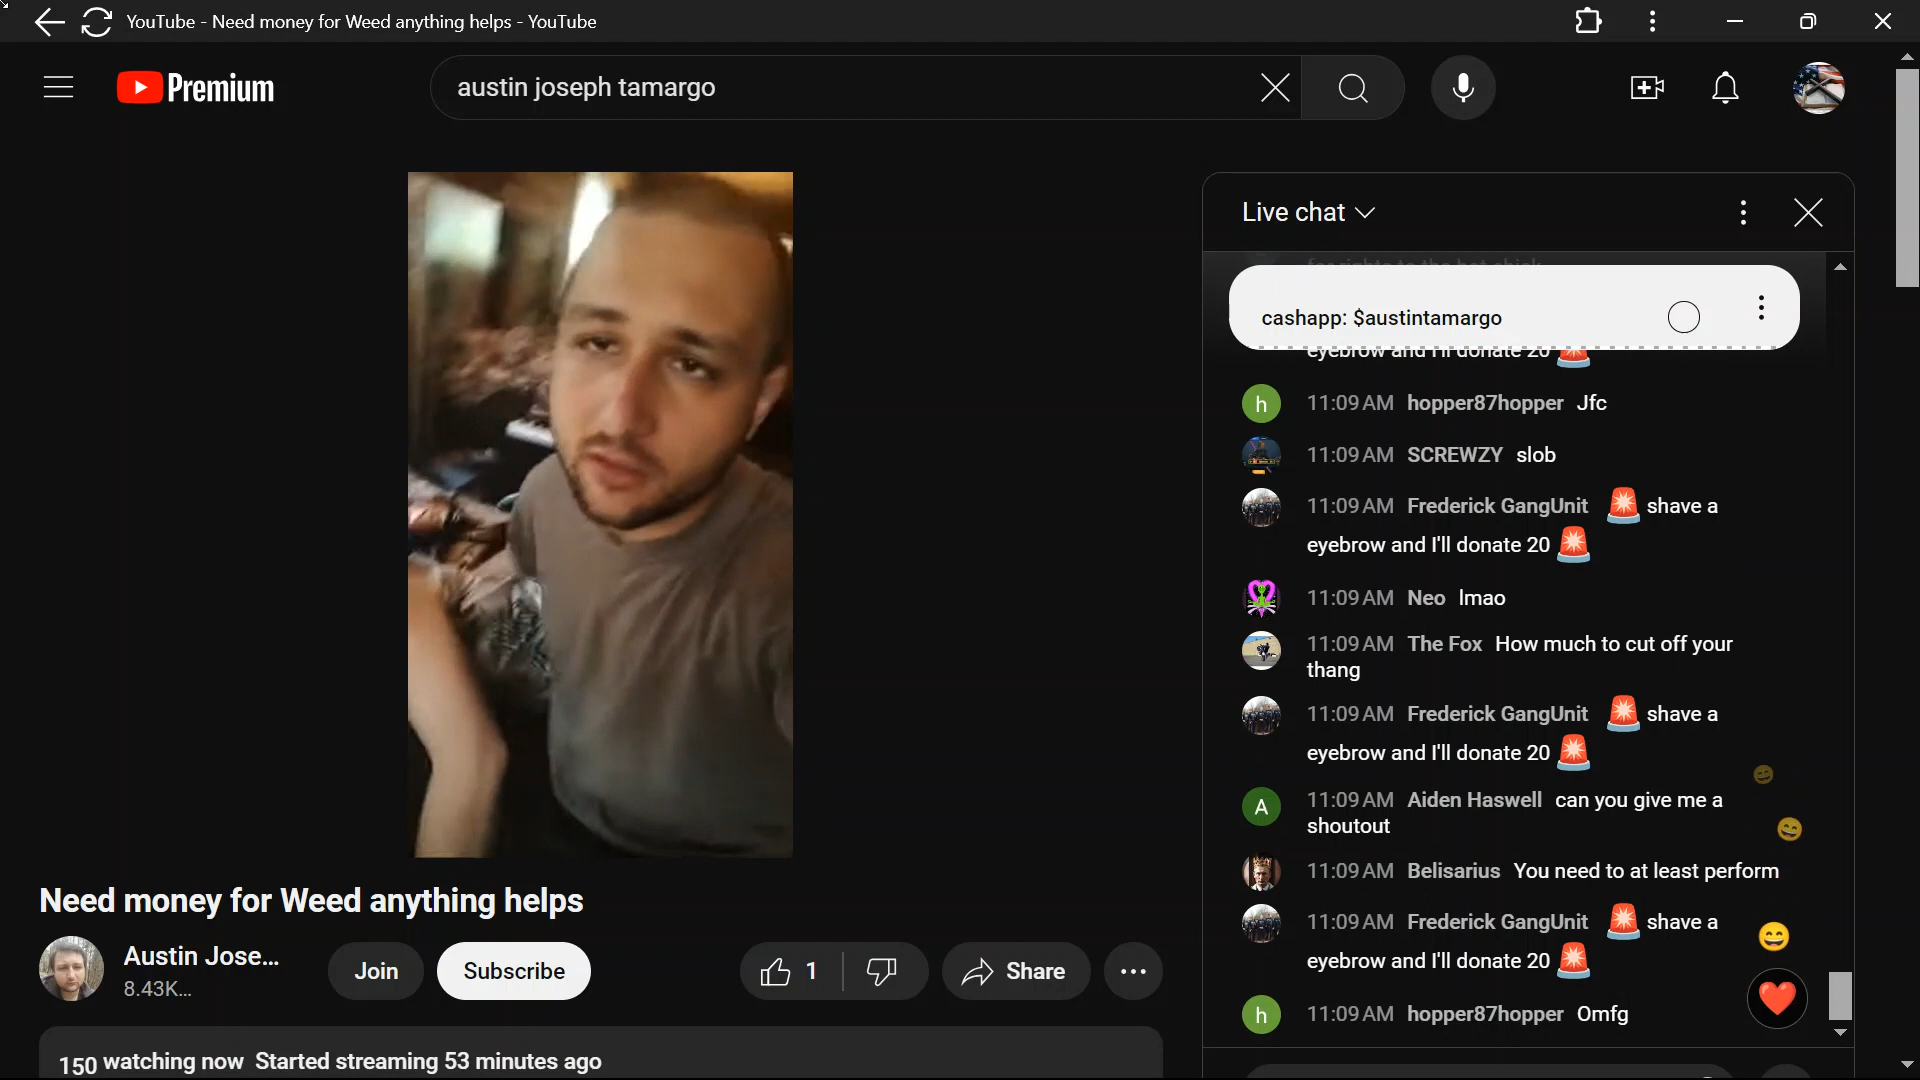 YouTube - Need money for Weed anything helps - YouTube
Premium
austin joseph tamargo
Live chat
cashapp: $austintamargo
eyebrow and I'll donate 20
h
11:09 AM hopper87hopper Jfc
11:09 AM SCREWZY slob
11:09 AM Frederick GangUnit shave a
eyebrow and I'll donate 20
11:09 AM Neo lmao
11:09 AM The Fox How much to cut off your
thang
11:09 AM Frederick GangUnit shave a
eyebrow and I'll donate 20
A
11:09 AM Aiden Haswell can you give me a
shoutout
11:09 AM Belisarius You need to at least perform
11:09 AM Frederick GangUnit shave a
eyebrow and I'll donate 20
h
11:09 AM hopper87hopper Omfg
Need money for Weed anything helps
Austin Jose...
8.43K...
Join
Subscribe
1
Share
150 watching now Started streaming 53 minutes ago